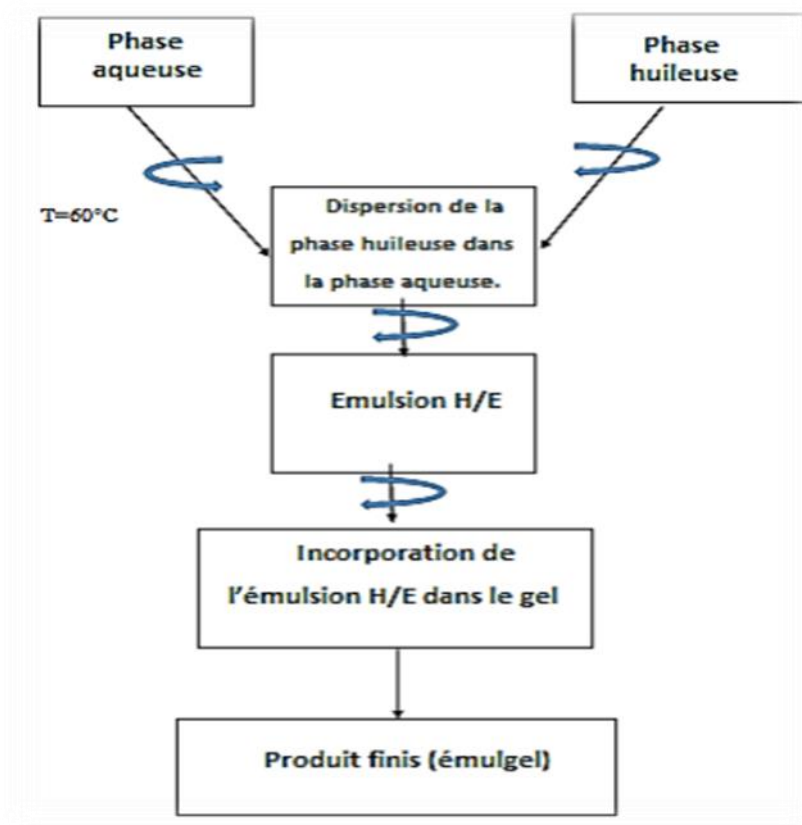 Phase
aqueuse
Phase
huileuse
T=60°C
Dispersion de la
phase huileuse dans
la phase aqueuse.
Emulsion H/E
Incorporation de
l'émulsion H/E dans le gel
Produit finis (émulgel)